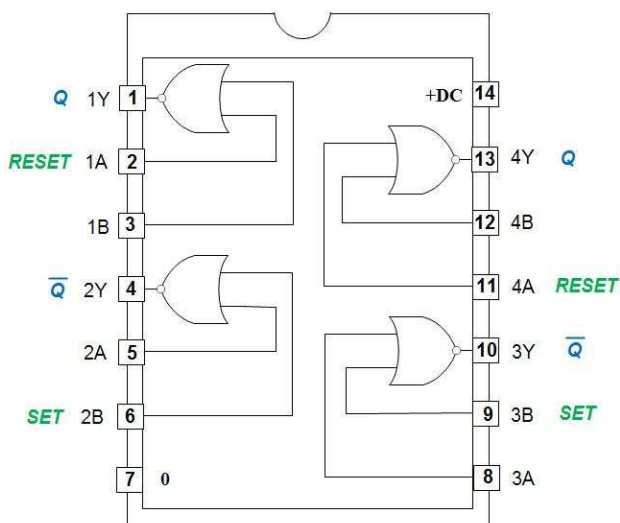 Q 1Y 1
RESET 1A 2
1B 3
Q 2Y 4
2A 5
SET 2B 6
7 0
+DC 14
13 4Y Q
12 4B
11 4A RESET
10 3Y Q
9 3B SET
8 3A